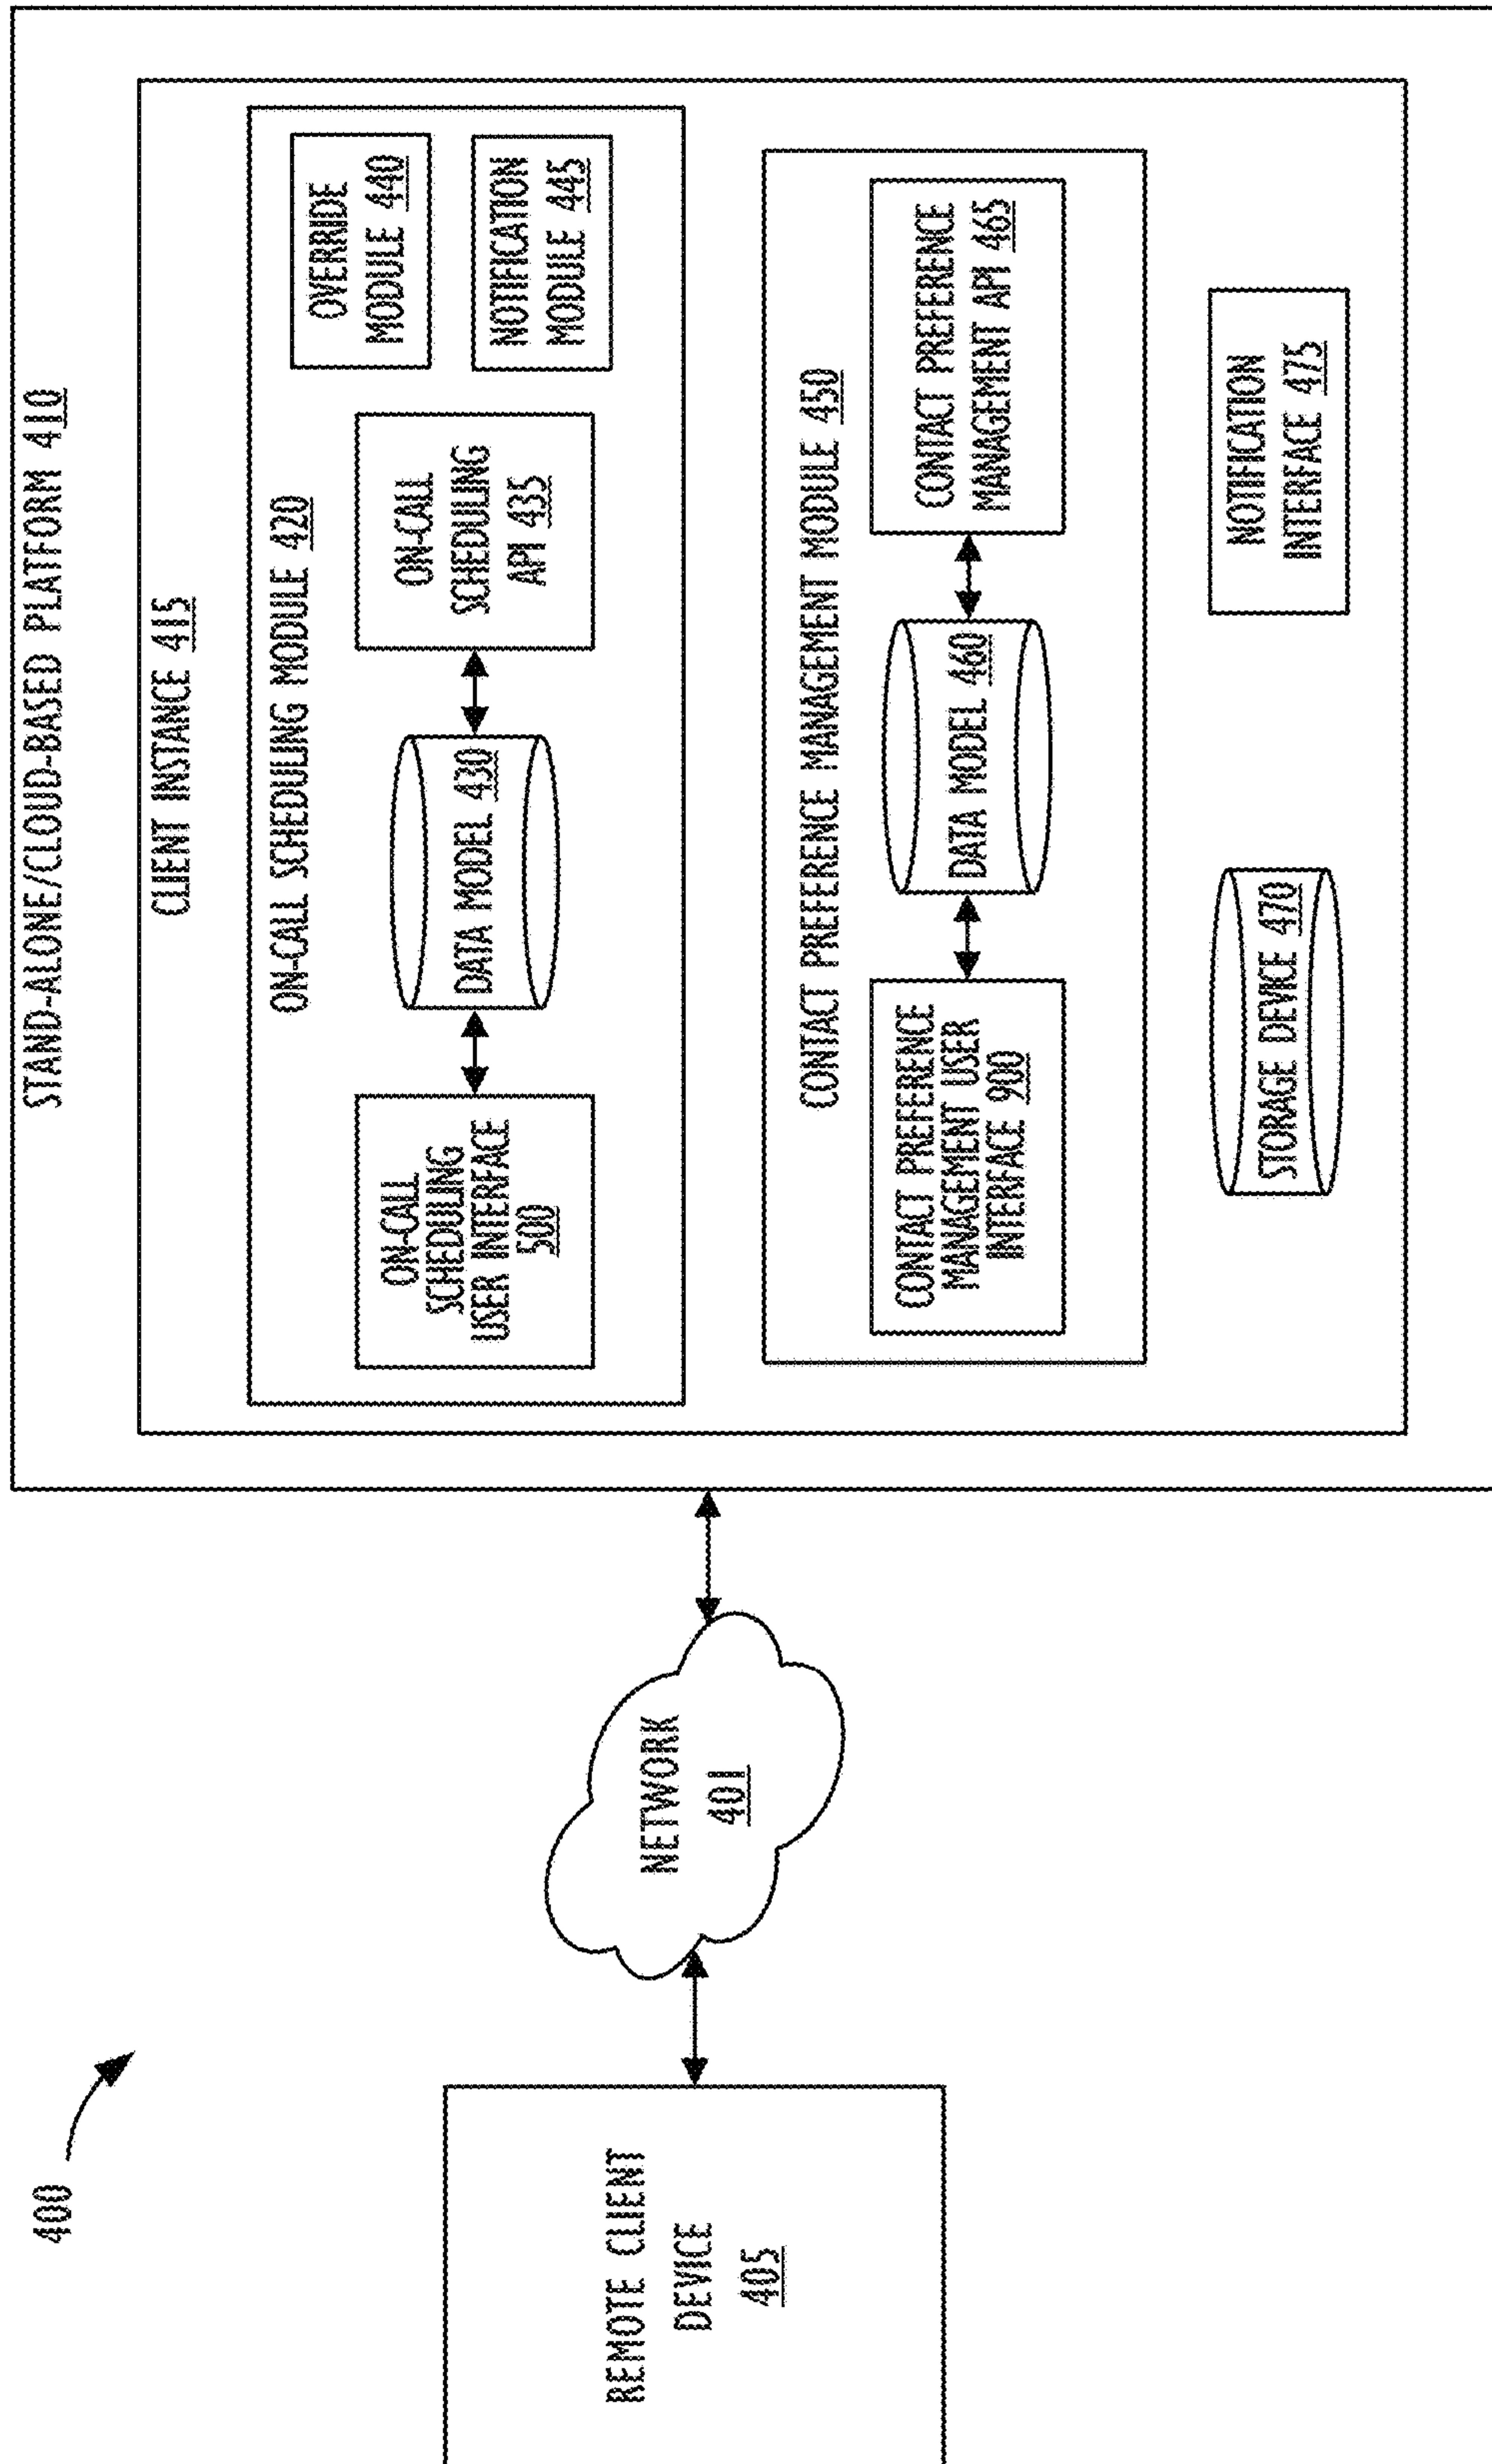 400
REMOTE CLIENT
DEVICE
405
NETWORK
401
STAND-ALONE/CLOUD-BASED PLATFORM 410
CLIENT INSTANCE 415
ON-CALL SCHEDULING MODULE 420
ON-CALL
SCHEDULING
USER INTERFACE
500
DATA MODEL 430
ON-CALL
SCHEDULING
API 435
OVERRIDE
MODULE 440
NOTIFICATION
MODULE 445
CONTACT PREFERENCE MANAGEMENT MODULE 450
CONTACT PREFERENCE
MANAGEMENT USER
INTERFACE 900
DATA MODEL 460
CONTACT PREFERENCE
MANAGEMENT API 465
STORAGE DEVICE 470
NOTIFICATION
INTERFACE 475